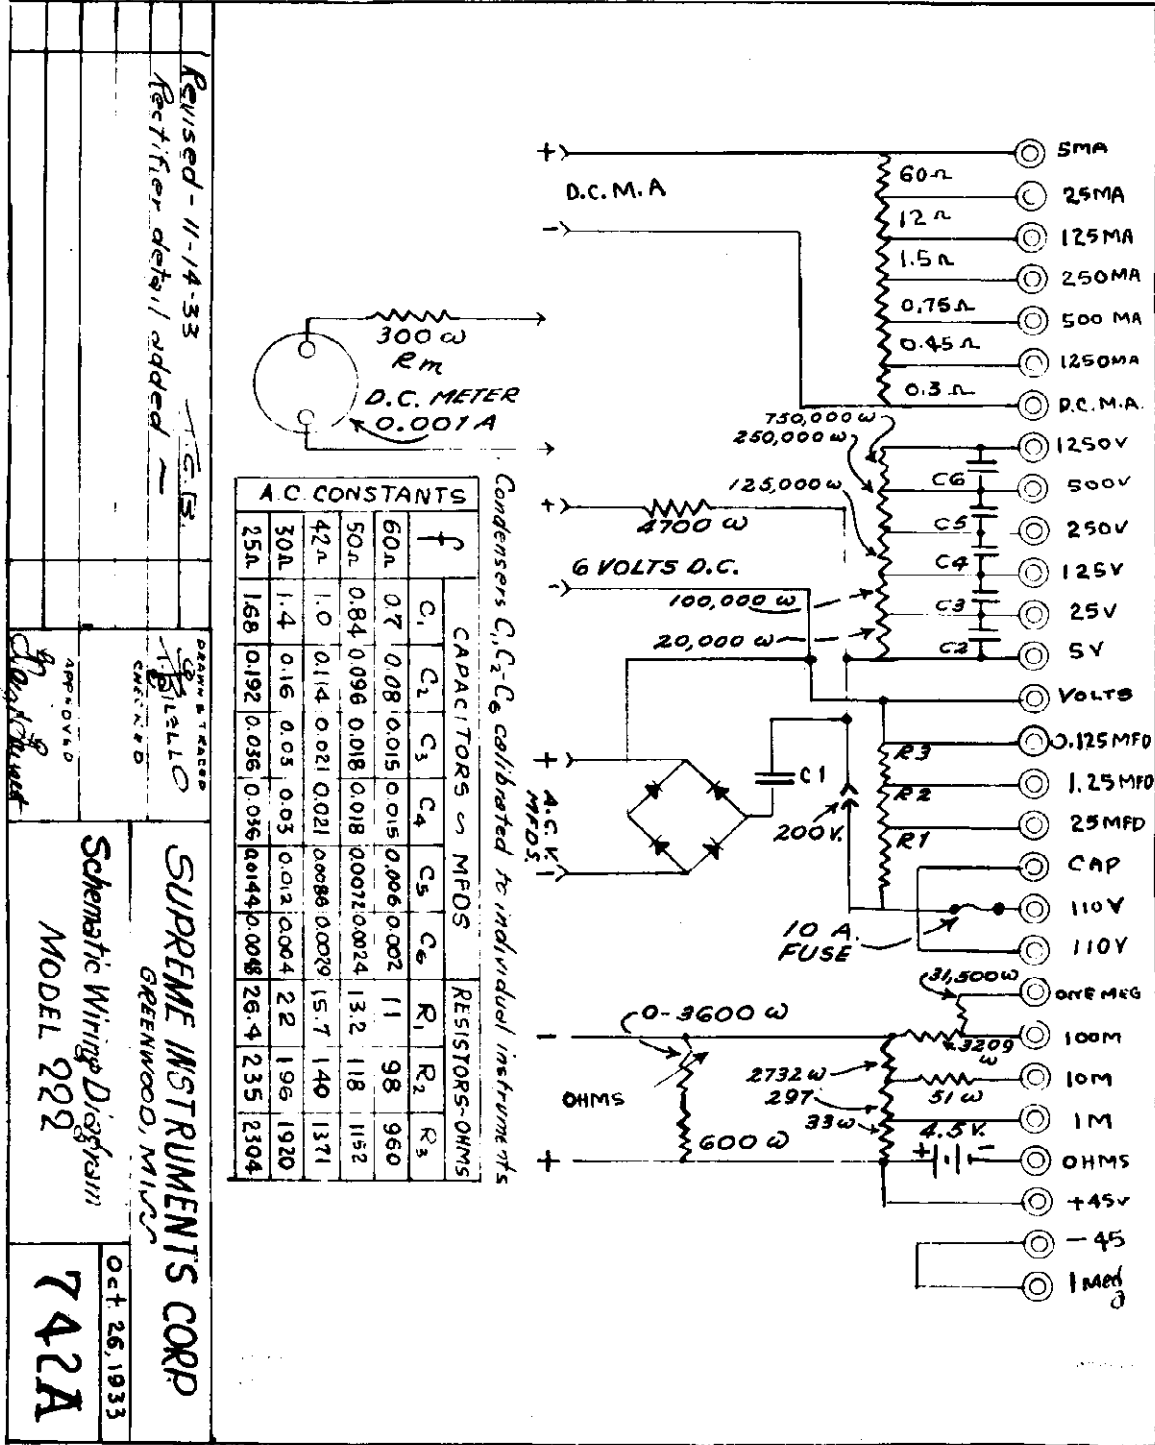 5MA
25MA
125MA
250MA
500 MA
1250MA
D.C.M.A.
1250V
500V
250V
125V
25V
5V
VOLTS
0.125MFD
1.25MFD
25MFD
CAP
110V
110V
ONE MEG
100M
10M
1M
OHMS
+45V
-45
1 Meg
+
D.C.M.A
-
60Ω
12Ω
1.5Ω
0.75Ω
0.45Ω
0.3Ω
300 ω
Rm
D.C. METER
0.001A
750,000 ω
250,000 ω
125,000 ω
100,000 ω
20,000 ω
C6
C5
C4
C3
C2
+
4700 ω
6 VOLTS D.C.
-
+
A.C.V.
MFDS.
-
C1
200V.
R3
R2
R1
10 A.
FUSE
31,500ω
3209
ω
-
0-3600 ω
OHMS
600 ω
+
2732 ω
297
33ω
51 ω
4.5V.
+ -
Condensers C₁, C₂-C₆ calibrated to individual instruments
A.C. CONSTANTS
f CAPACITORS ~ MFDS RESISTORS-OHMS
C₁ C₂ C₃ C₄ C₅ C₆ R₁ R₂ R₃
60Ω 0.7 0.08 0.015 0.015 0.006 0.002 11 98 960
50Ω 0.84 0.096 0.018 0.018 0.0072 0.0024 13.2 118 1152
42Ω 1.0 0.114 0.021 0.021 0.0086 0.0029 15.7 140 1371
30Ω 1.4 0.16 0.03 0.03 0.012 0.004 22 196 1920
25Ω 1.68 0.192 0.036 0.036 0.0144 0.0048 26.4 235 2304
Revised - 11-14-33 T.C.B.
Rectifier detail added ~
DRAWN & TRACED
CHECKED
APPROVED
SUPREME INSTRUMENTS CORP
GREENWOOD, MISS
Schematic Wiring Diagram
MODEL 222
Oct. 26, 1933
742A